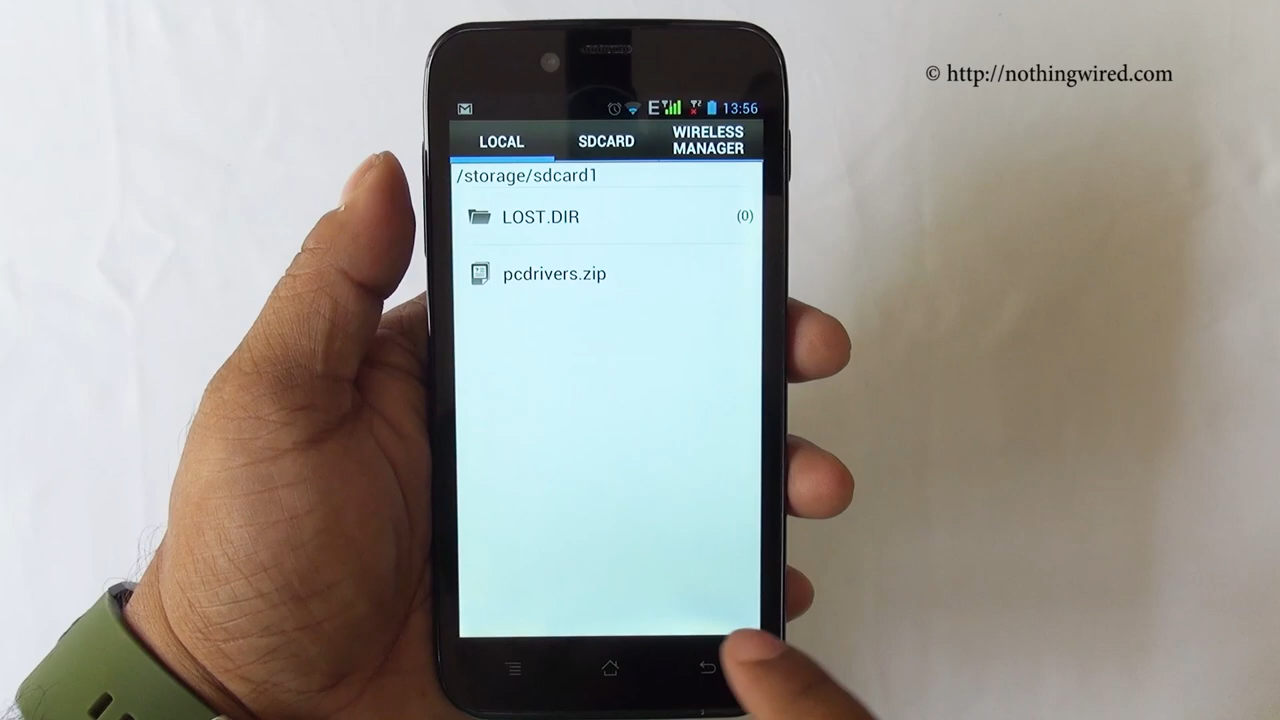 © http://nothingwired.com
E 13:56
LOCAL SDCARD WIRELESS MANAGER
/storage/sdcard1
LOST.DIR (0)
pcdrivers.zip